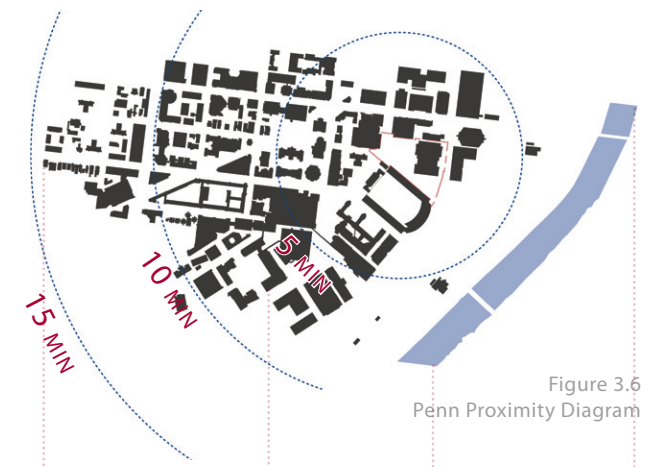 5 MIN
10 MIN
15 MIN
Figure 3.6
Penn Proximity Diagram